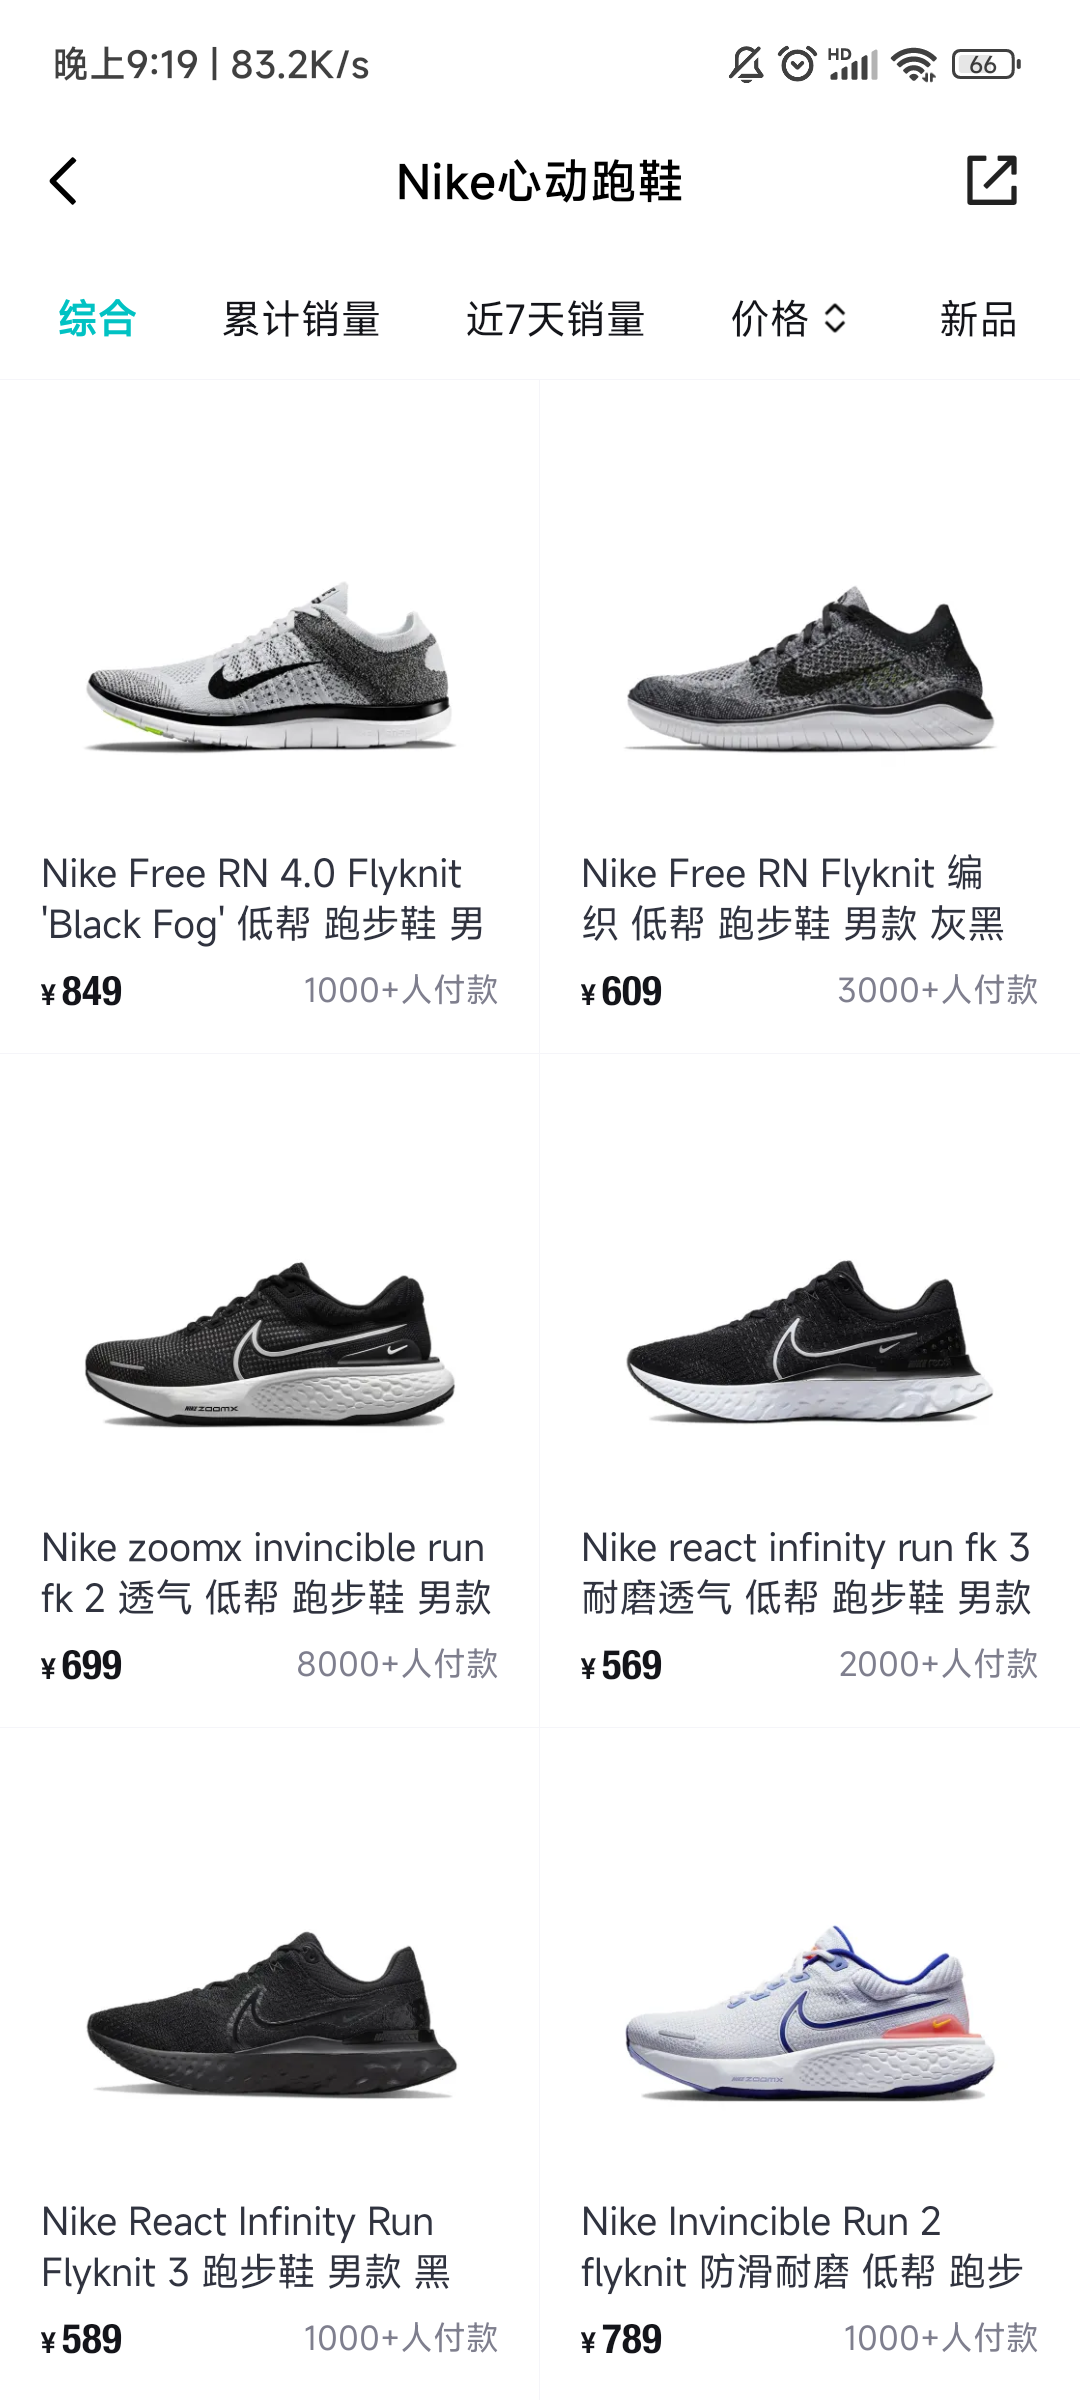 晚上9:19 | 83.2K/s
HD
66
Nike心动跑鞋
综合 累计销量 近7天销量 价格 新品
Nike Free RN 4.0 Flyknit
'Black Fog' 低帮 跑步鞋 男
¥849 1000+人付款
Nike Free RN Flyknit 编
织 低帮 跑步鞋 男款 灰黑
¥609 3000+人付款
NIKE ZOOMX
Nike zoomx invincible run
fk 2 透气 低帮 跑步鞋 男款
¥699 8000+人付款
Nike react infinity run fk 3
耐磨透气 低帮 跑步鞋 男款
¥569 2000+人付款
Nike React Infinity Run
Flyknit 3 跑步鞋 男款 黑
¥589 1000+人付款
NIKE ZOOMX
Nike Invincible Run 2
flyknit 防滑耐磨 低帮 跑步
¥789 1000+人付款